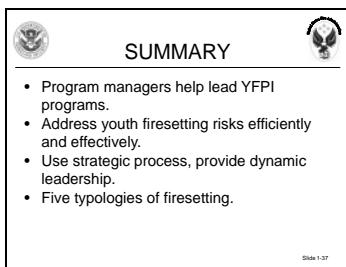 SUMMARY
• Program managers help lead YFPI
programs.
• Address youth firesetting risks efficiently
and effectively.
• Use strategic process, provide dynamic
leadership.
• Five typologies of firesetting.
Slide 1-37